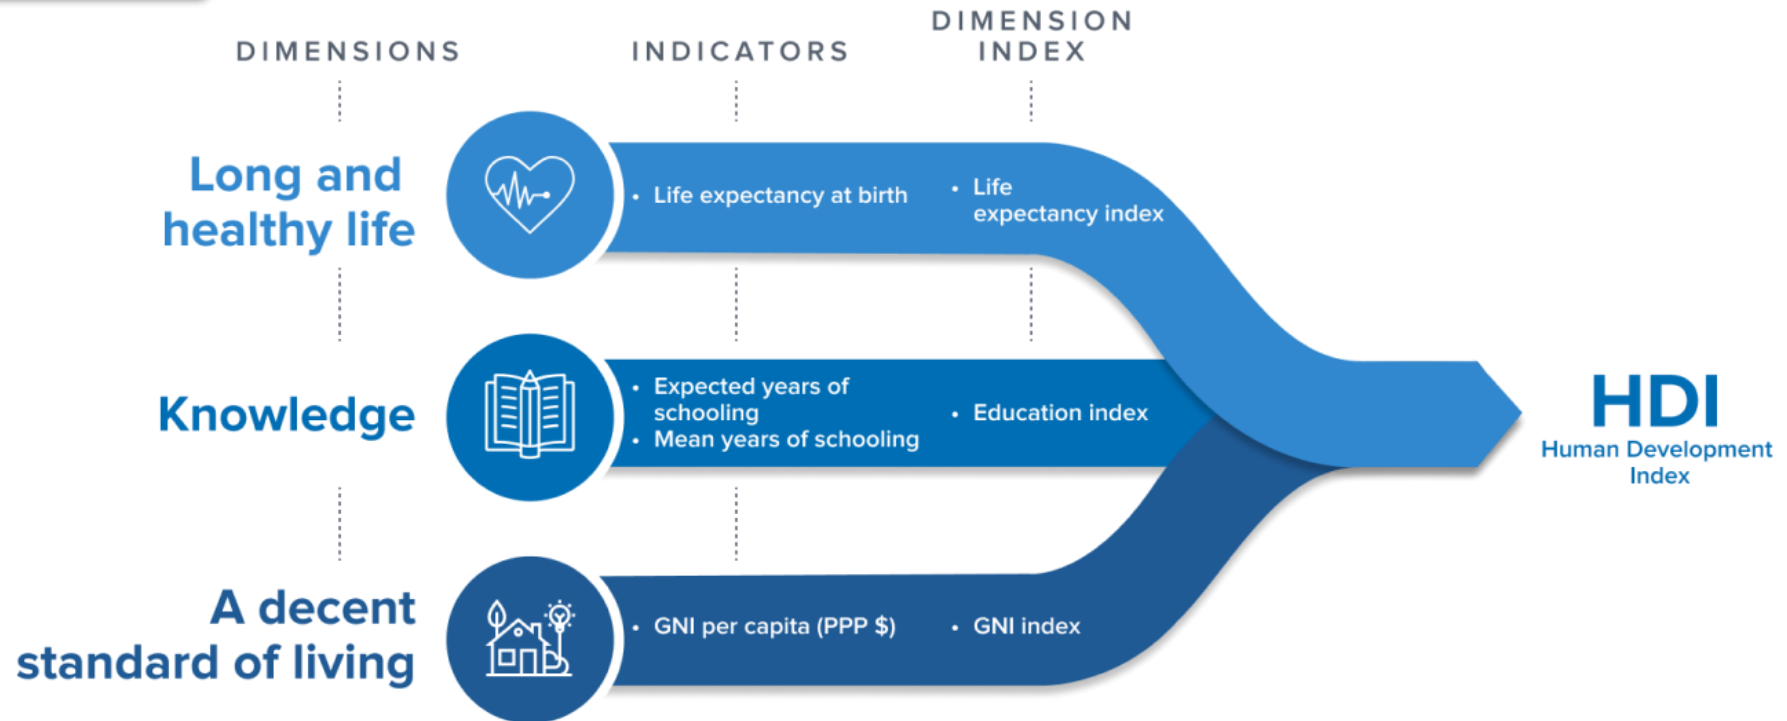 DIMENSIONS
INDICATORS
DIMENSION
INDEX
Long and
healthy life
• Life expectancy at birth
• Life
expectancy index
Knowledge
• Expected years of
schooling
• Mean years of schooling
• Education index
A decent
standard of living
• GNI per capita (PPP $)
• GNI index
HDI
Human Development
Index